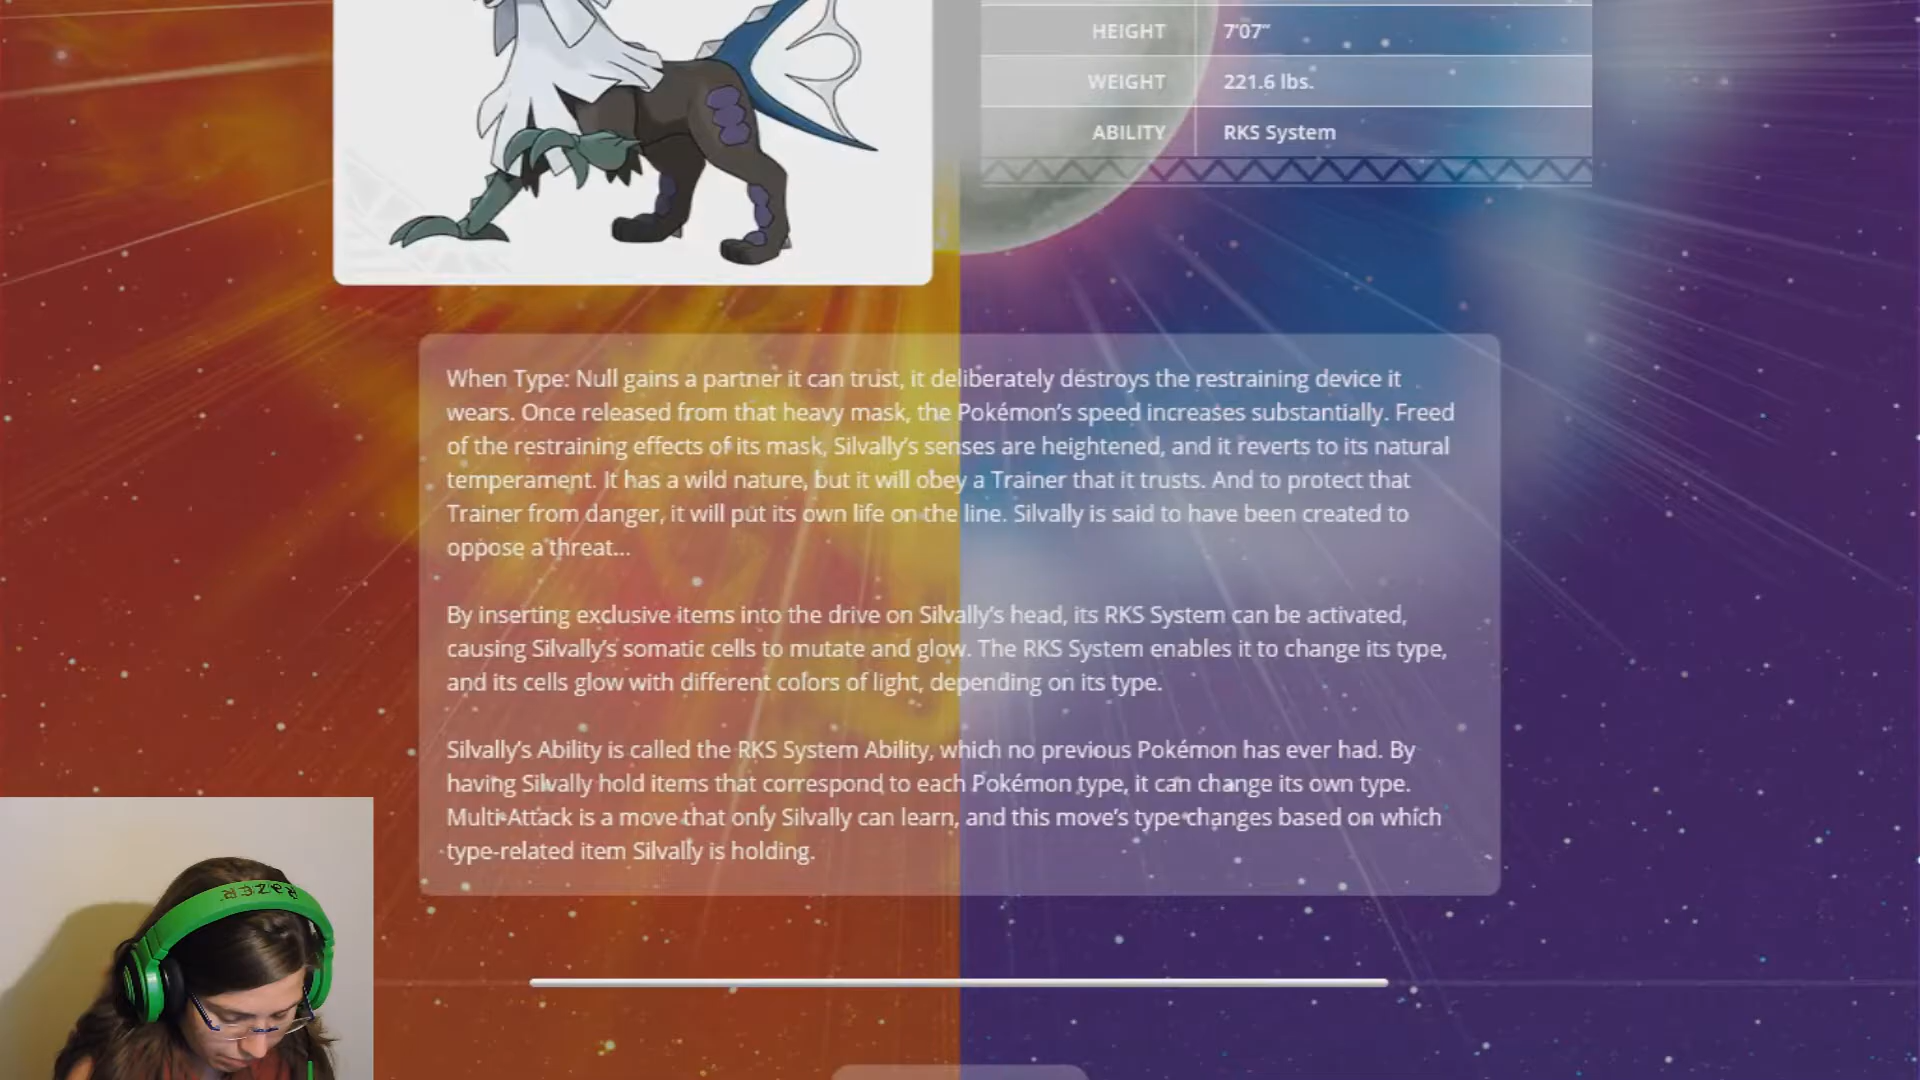 HEIGHT 7'07"
WEIGHT 221.6 lbs.
ABILITY RKS System
When Type: Null gains a partner it can trust, it deliberately destroys the restraining device it
wears. Once released from that heavy mask, the Pokémon's speed increases substantially. Freed
of the restraining effects of its mask, Silvally's senses are heightened, and it reverts to its natural
temperament. It has a wild nature, but it will obey a Trainer that it trusts. And to protect that
Trainer from danger, it will put its own life on the line. Silvally is said to have been created to
oppose a threat...
By inserting exclusive items into the drive on Silvally's head, its RKS System can be activated,
causing Silvally's somatic cells to mutate and glow. The RKS System enables it to change its type,
and its cells glow with different colors of light, depending on its type.
Silvally's Ability is called the RKS System Ability, which no previous Pokémon has ever had. By
having Silvally hold items that correspond to each Pokémon type, it can change its own type.
Multi-Attack is a move that only Silvally can learn, and this move's type changes based on which
type-related item Silvally is holding.
RAZER